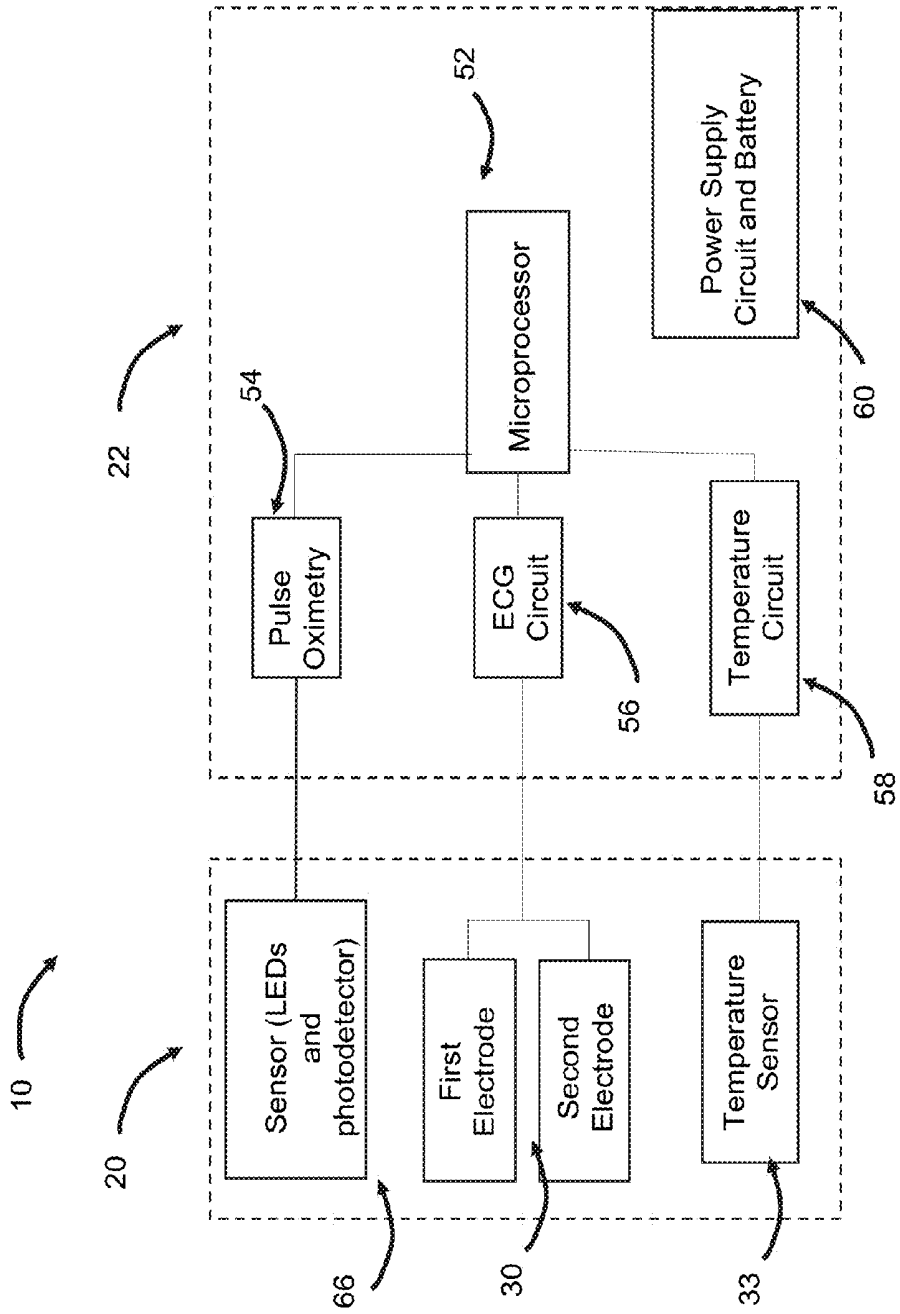 10
20
22
Sensor (LEDs
and
photodetector)
66
Pulse
Oximetry
54
52
First
Electrode
30
Second
Electrode
ECG
Circuit
56
Microprocessor
Temperature
Sensor
33
Temperature
Circuit
58
Power Supply
Circuit and Battery
60